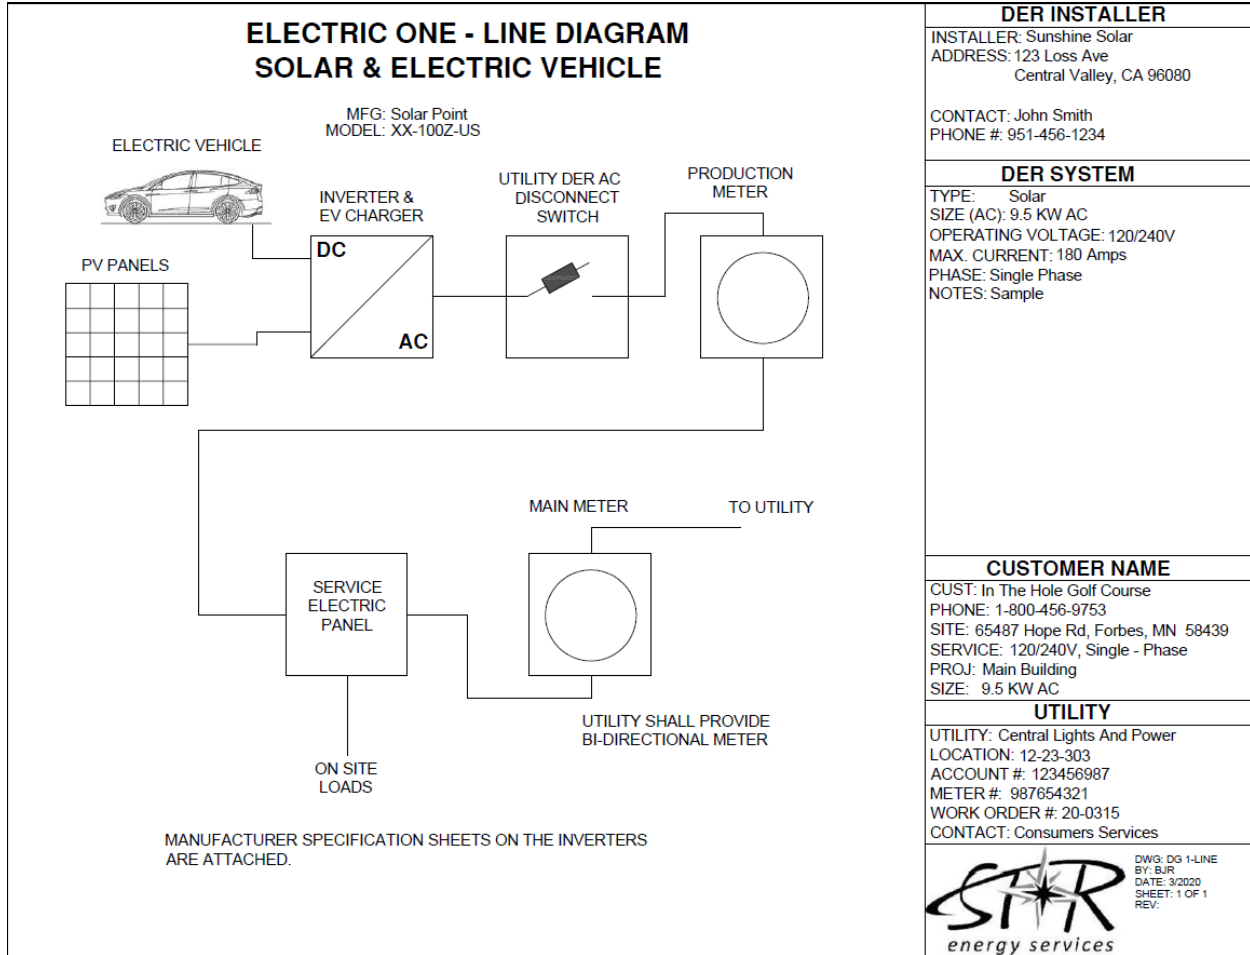 ELECTRIC ONE - LINE DIAGRAM
SOLAR & ELECTRIC VEHICLE
MFG: Solar Point
MODEL: XX-100Z-US
ELECTRIC VEHICLE
INVERTER &
EV CHARGER
UTILITY DER AC
DISCONNECT
SWITCH
PRODUCTION
METER
PV PANELS
DC
AC
MAIN METER
TO UTILITY
SERVICE
ELECTRIC
PANEL
UTILITY SHALL PROVIDE
BI-DIRECTIONAL METER
ON SITE
LOADS
MANUFACTURER SPECIFICATION SHEETS ON THE INVERTERS
ARE ATTACHED.
DER INSTALLER
INSTALLER: Sunshine Solar
ADDRESS: 123 Loss Ave
Central Valley, CA 96080
CONTACT: John Smith
PHONE #: 951-456-1234
DER SYSTEM
TYPE: Solar
SIZE (AC): 9.5 KW AC
OPERATING VOLTAGE: 120/240V
MAX. CURRENT: 180 Amps
PHASE: Single Phase
NOTES: Sample
CUSTOMER NAME
CUST: In The Hole Golf Course
PHONE: 1-800-456-9753
SITE: 65487 Hope Rd, Forbes, MN 58439
SERVICE: 120/240V, Single - Phase
PROJ: Main Building
SIZE: 9.5 KW AC
UTILITY
UTILITY: Central Lights And Power
LOCATION: 12-23-303
ACCOUNT #: 123456987
METER #: 987654321
WORK ORDER #: 20-0315
CONTACT: Consumers Services
STAR
energy services
DWG: DG 1-LINE
BY: BJR
DATE: 3/2020
SHEET: 1 OF 1
REV: